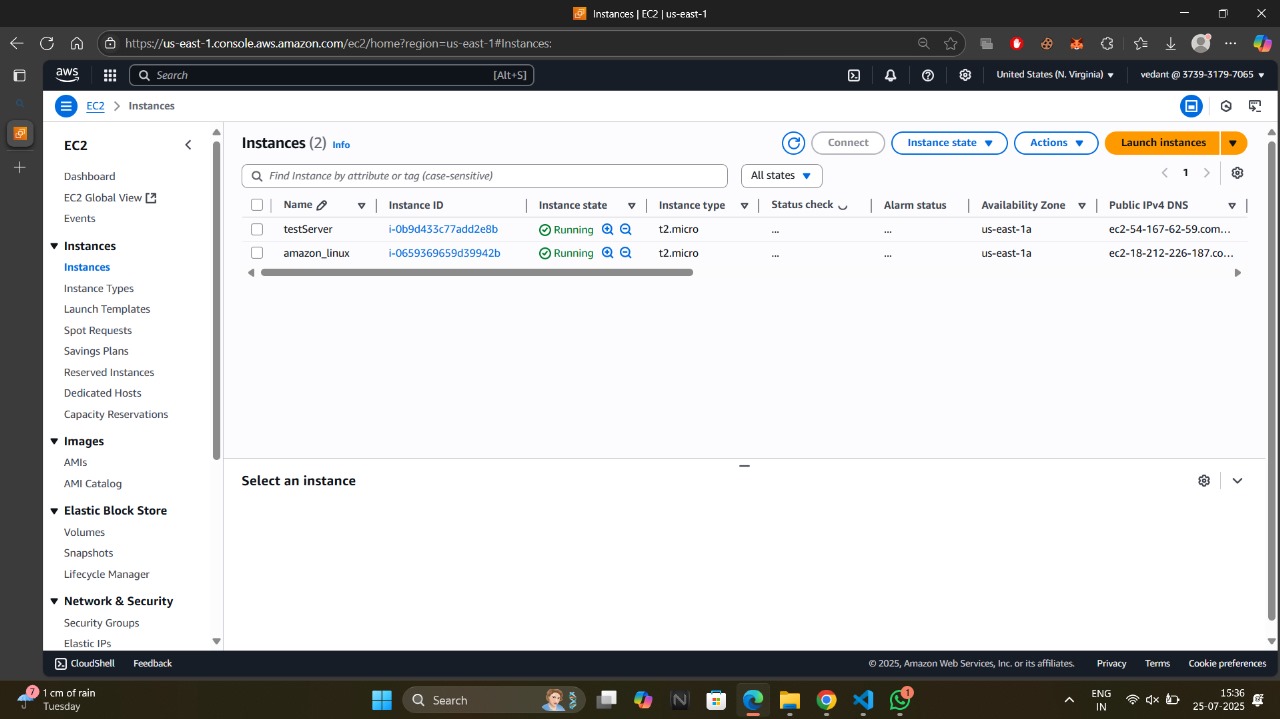 Instances | EC2 | us-east-1
https://us-east-1.console.aws.amazon.com/ec2/home?region=us-east-1#Instances:
aws
Search [Alt+S]
United States (N. Virginia)
vedant @ 3739-3179-7065
EC2 > Instances
EC2
Dashboard
EC2 Global View
Events
Instances
Instances
Instance Types
Launch Templates
Spot Requests
Savings Plans
Reserved Instances
Dedicated Hosts
Capacity Reservations
Images
AMIs
AMI Catalog
Elastic Block Store
Volumes
Snapshots
Lifecycle Manager
Network & Security
Security Groups
Elastic IPs
Instances (2) Info
Connect
Instance state
Actions
Launch instances
Find Instance by attribute or tag (case-sensitive)
All states
1
Name Instance ID Instance state Instance type Status check Alarm status Availability Zone Public IPv4 DNS
testServer i-0b9d433c77add2e8b Running t2.micro ... ... us-east-1a ec2-54-167-62-59.com...
amazon_linux i-0659369659d39942b Running t2.micro ... ... us-east-1a ec2-18-212-226-187.co...
Select an instance
CloudShell Feedback © 2025, Amazon Web Services, Inc. or its affiliates. Privacy Terms Cookie preferences
7
1 cm of rain
Tuesday
Search
1
ENG
IN
15:36
25-07-2025